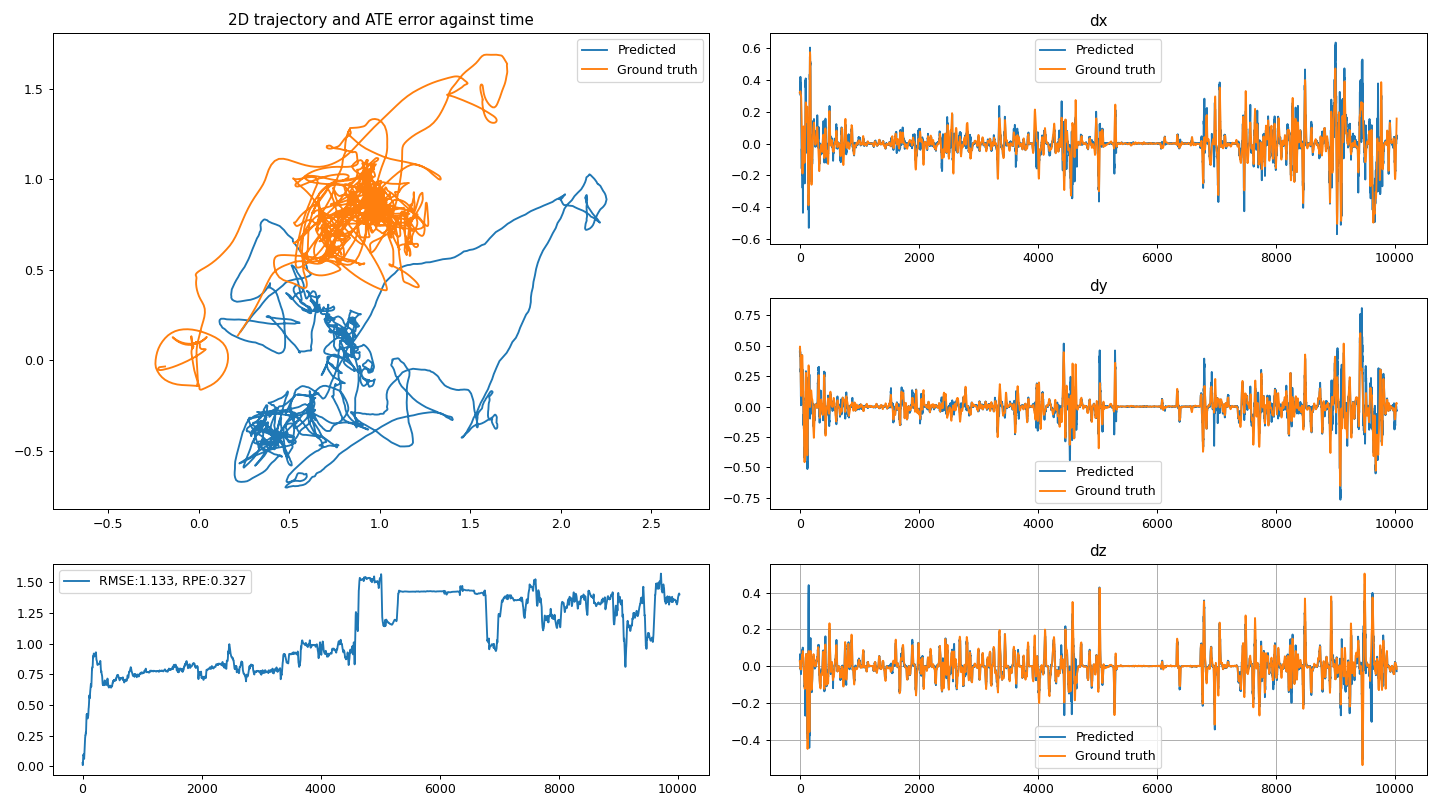 2D trajectory and ATE error against time
Predicted
Ground truth
1.5
1.0
0.5
0.0
−0.5
−0.5 0.0 0.5 1.0 1.5 2.0 2.5
RMSE:1.133, RPE:0.327
1.50
1.25
1.00
0.75
0.50
0.25
0.00
0 2000 4000 6000 8000 10000
dx
Predicted
Ground truth
0.6
0.4
0.2
0.0
−0.2
−0.4
−0.6
0 2000 4000 6000 8000 10000
dy
0.75
0.50
0.25
0.00
−0.25
−0.50
−0.75
Predicted
Ground truth
0 2000 4000 6000 8000 10000
dz
0.4
0.2
0.0
−0.2
−0.4
Predicted
Ground truth
0 2000 4000 6000 8000 10000